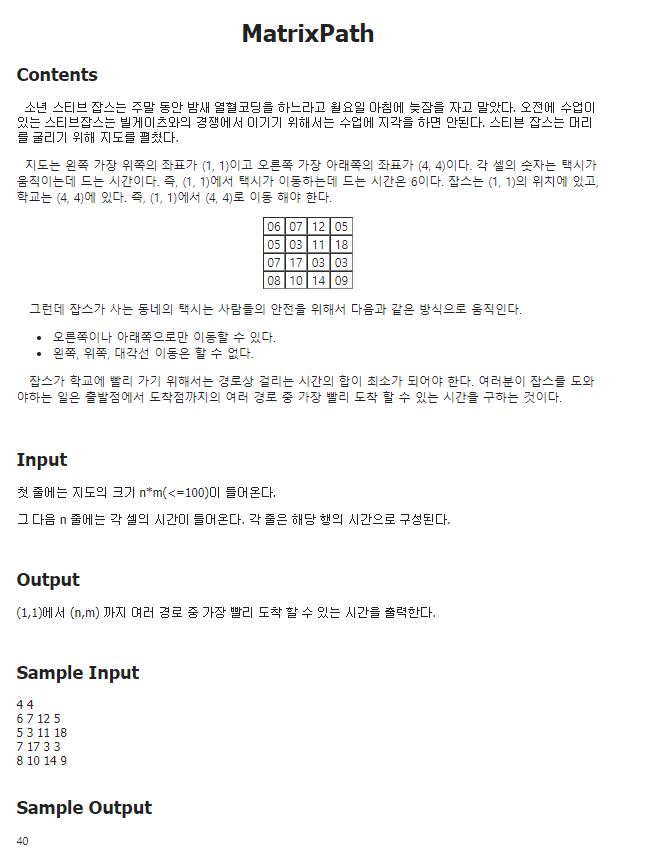 MatrixPath
Contents
소년 스티브 잡스는 주말 동안 밤새 열혈코딩을 하느라고 월요일 아침에 늦잠을 자고 말았다. 오전에 수업이
있는 스티브잡스는 빌게이츠와의 경쟁에서 이기기 위해서는 수업에 지각을 하면 안된다. 스티븐 잡스는 머리
를 굴리기 위해 지도를 펼쳤다.
지도는 왼쪽 가장 위쪽의 좌표가 (1, 1)이고 오른쪽 가장 아래쪽의 좌표가 (4, 4)이다. 각 셀의 숫자는 택시가
움직이는데 드는 시간이다. 즉, (1, 1)에서 택시가 이동하는데 드는 시간은 6이다. 잡스는 (1, 1)의 위치에 있고,
학교는 (4, 4)에 있다. 즉, (1, 1)에서 (4, 4)로 이동 해야 한다.
06 07 12 05
05 03 11 18
07 17 03 03
08 10 14 09
그런데 잡스가 사는 동네의 택시는 사람들의 안전을 위해서 다음과 같은 방식으로 움직인다.
• 오른쪽이나 아래쪽으로만 이동할 수 있다.
• 왼쪽, 위쪽, 대각선 이동은 할 수 없다.
잡스가 학교에 빨리 가기 위해서는 경로상 걸리는 시간의 합이 최소가 되어야 한다. 여러분이 잡스를 도와
야하는 일은 출발점에서 도착점까지의 여러 경로 중 가장 빨리 도착 할 수 있는 시간을 구하는 것이다.
Input
첫 줄에는 지도의 크기 n*m(<=100)이 들어온다.
그 다음 n 줄에는 각 셀의 시간이 들어온다. 각 줄은 해당 행의 시간으로 구성된다.
Output
(1,1)에서 (n,m) 까지 여러 경로 중 가장 빨리 도착 할 수 있는 시간을 출력한다.
Sample Input
4 4
6 7 12 5
5 3 11 18
7 17 3 3
8 10 14 9
Sample Output
40